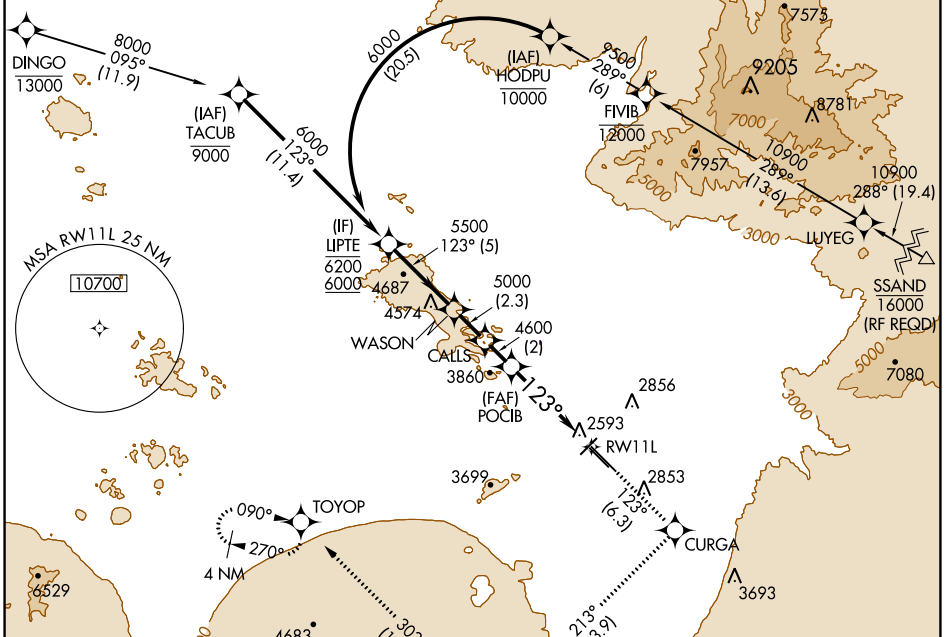 DINGO
13000
8000
095°
(11.9)
(IAF)
TACUB
9000
6000
123°
(11.4)
6000
(20.5)
(IAF)
HODPU
10000
9500
289°
(6)
FIVIB
12000
7575
9205
8781
7000
7957
5000
10900
289°
(13.6)
3000
10900
288° (19.4)
LUYEG
SSAND
16000
(RF REQD)
5000
7080
3000
MSA RW11L 25 NM
10700
(IF)
LIPTE
6200
6000
5500
123° (5)
4687
4574
5000
(2.3)
WASON
CALLS
4600
(2)
3860
(FAF)
POCIB
123°
2856
2593
RW11L
2853
123°
(6.3)
3699
CURGA
3693
090°
TOYOP
270°
4 NM
6529
4683
213°